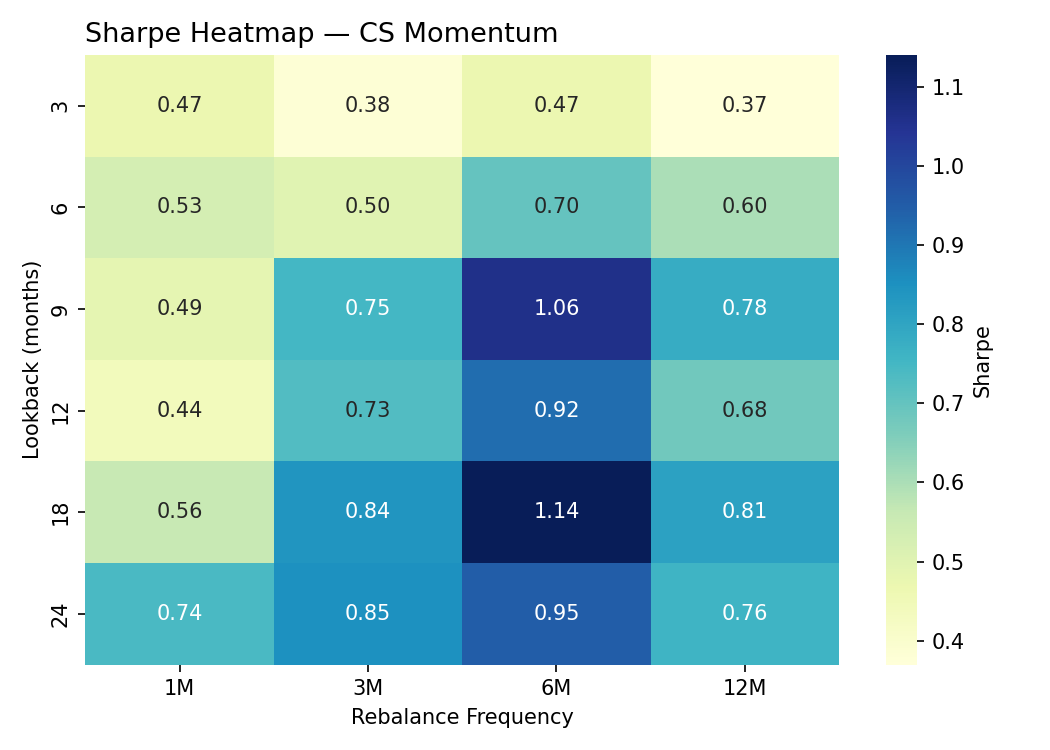 Sharpe Heatmap — CS Momentum
3 0.47 0.38 0.47 0.37
6 0.53 0.50 0.70 0.60
9 0.49 0.75 1.06 0.78
12 0.44 0.73 0.92 0.68
18 0.56 0.84 1.14 0.81
24 0.74 0.85 0.95 0.76
1M 3M 6M 12M
Rebalance Frequency
Lookback (months)
1.1
1.0
0.9
0.8
0.7
0.6
0.5
0.4
Sharpe